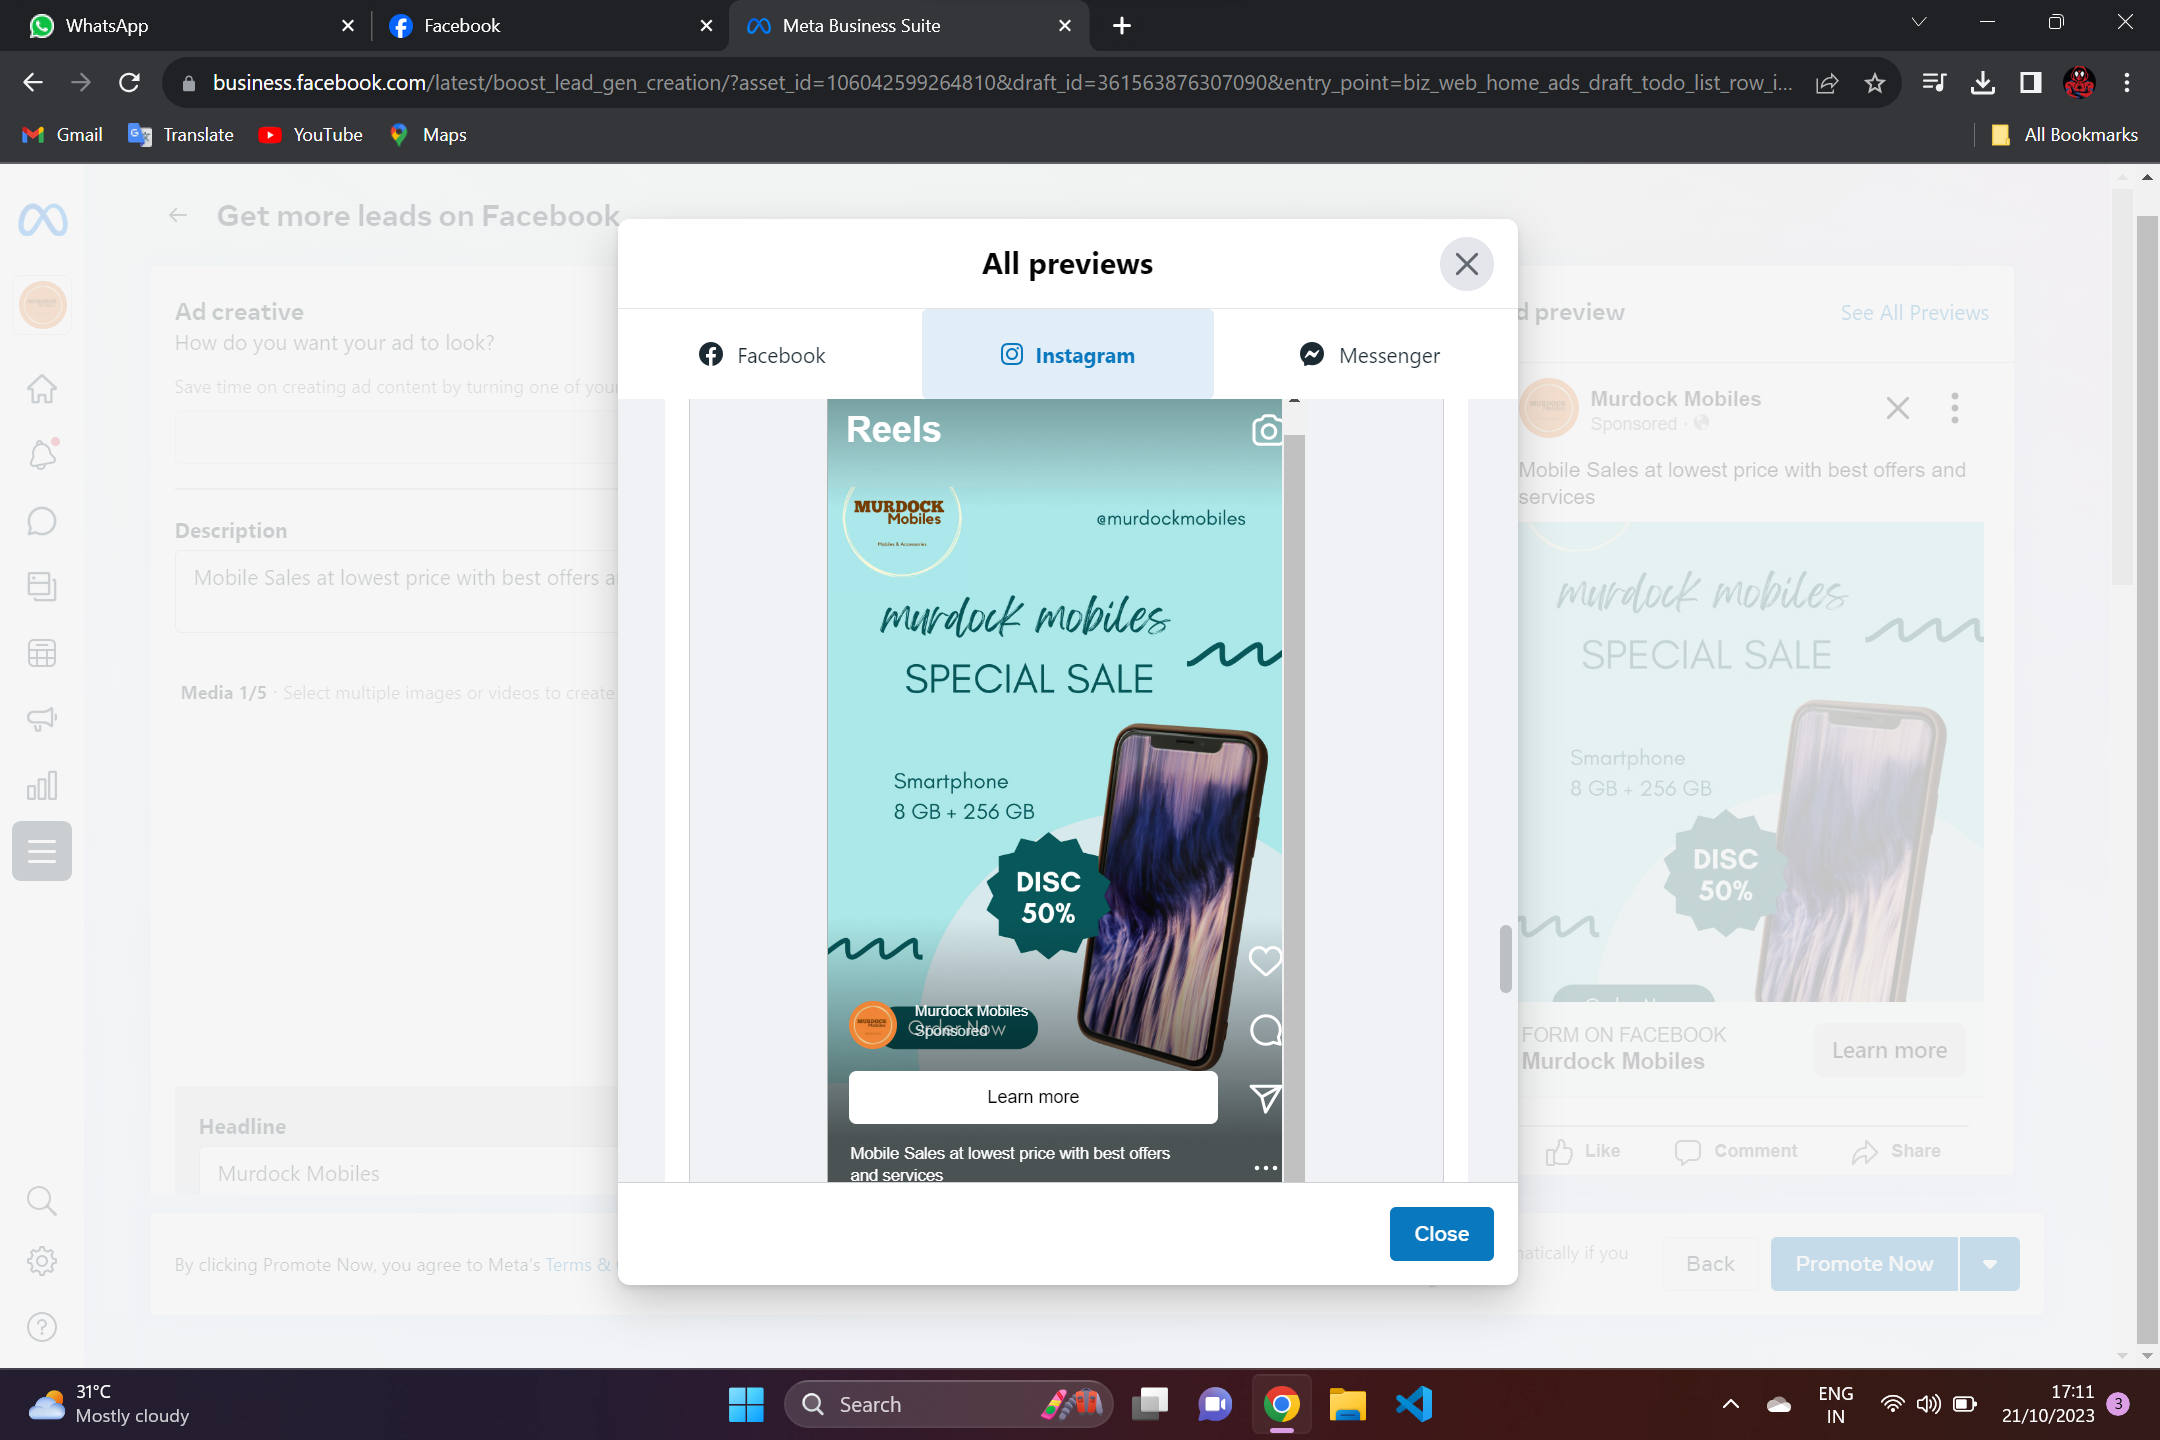 WhatsApp
Facebook
Meta Business Suite
business.facebook.com/latest/boost_lead_gen_creation/?asset_id=106042599264810&draft_id=361563876307090&entry_point=biz_web_home_ads_draft_todo_list_row_i...
Gmail
Translate
YouTube
Maps
All Bookmarks
Get more leads on Facebook
Ad creative
How do you want your ad to look?
Save time on creating ad content by turning one of your
Description
Mobile Sales at lowest price with best offers a
Media 1/5 · Select multiple images or videos to create
Headline
Murdock Mobiles
By clicking Promote Now, you agree to Meta's Terms &
All previews
Facebook
Instagram
Messenger
Reels
MURDOCK
Mobiles
Mobiles & Accessories
@murdockmobiles
murdock mobiles
SPECIAL SALE
Smartphone
8 GB + 256 GB
DISC
50%
Murdock Mobiles
Sponsored
Order Now
Learn more
Mobile Sales at lowest price with best offers
and services
Close
d preview
See All Previews
Murdock Mobiles
Sponsored ·
Mobile Sales at lowest price with best offers and
services
murdock mobiles
SPECIAL SALE
Smartphone
8 GB + 256 GB
DISC
50%
FORM ON FACEBOOK
Murdock Mobiles
Learn more
Like
Comment
Share
matically if you
Back
Promote Now
31°C
Mostly cloudy
Search
ENG
IN
17:11
21/10/2023
3